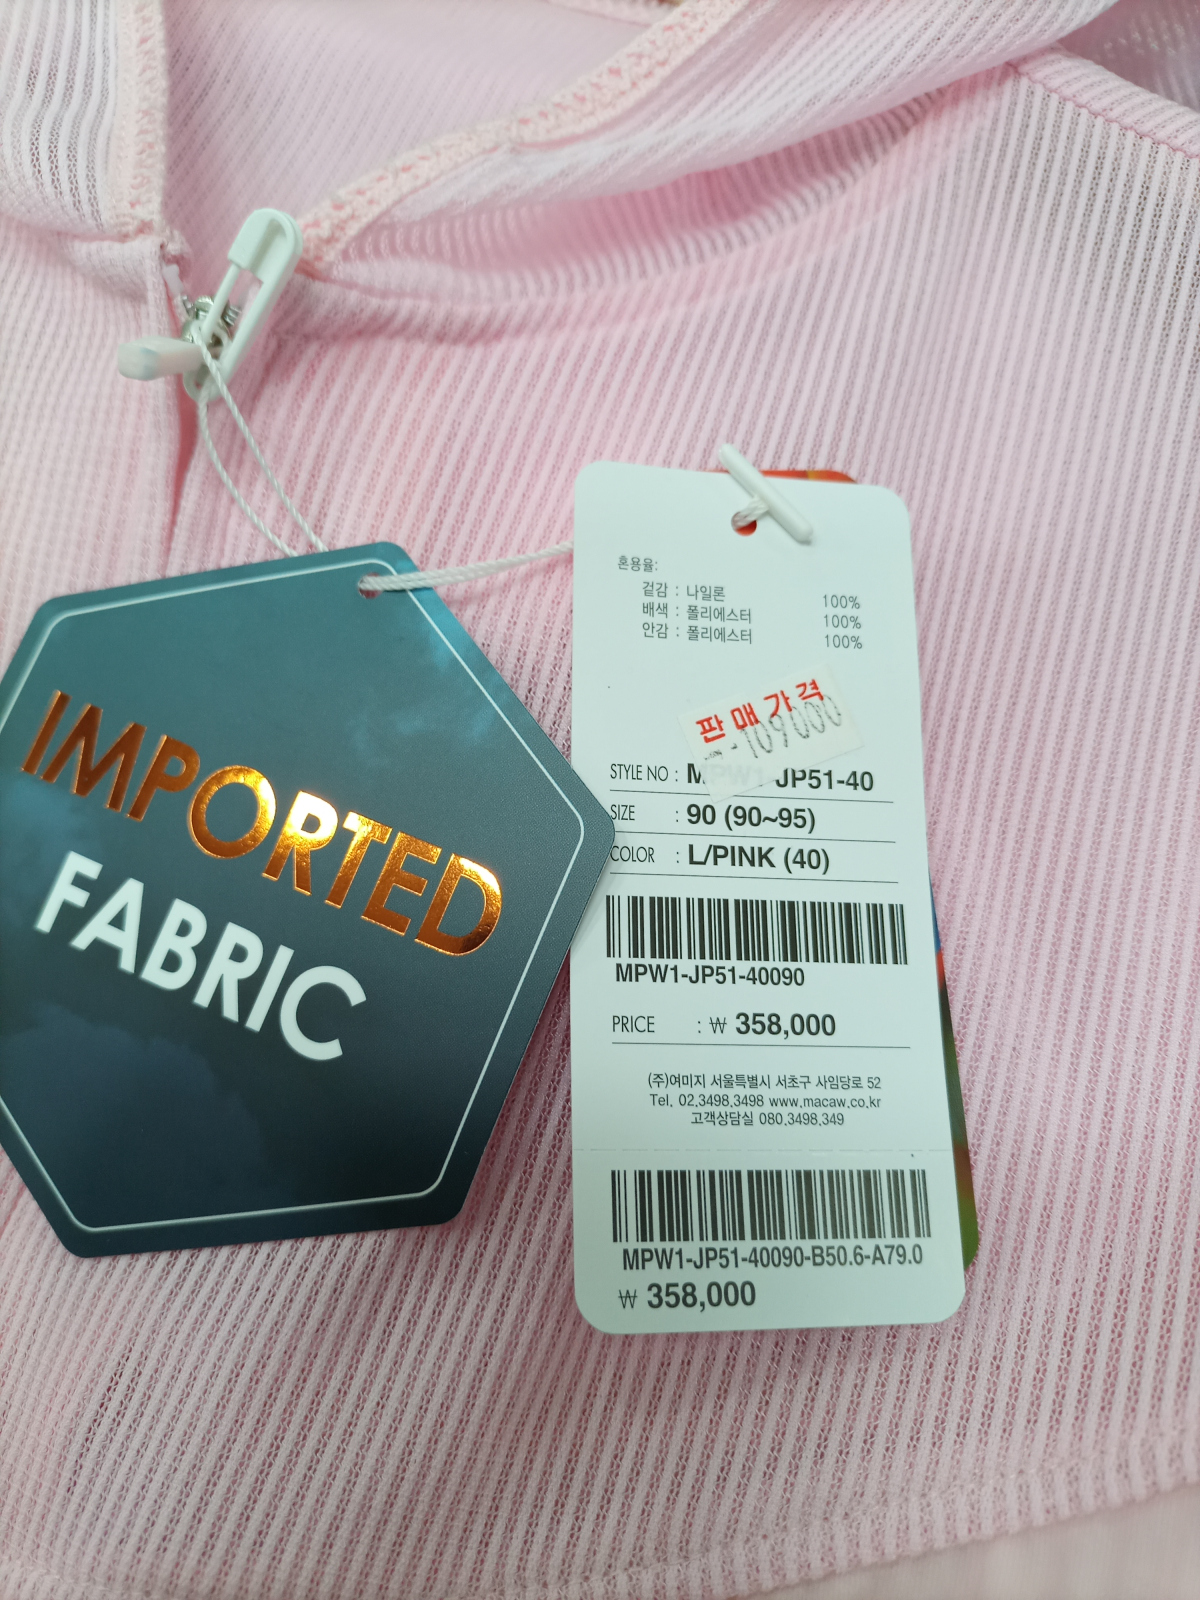 IMPORTED
FABRIC
혼용율:
겉감 : 나일론 100%
배색 : 폴리에스터 100%
안감 : 폴리에스터 100%
판매가격
109000
STYLE NO : MPW1-JP51-40
SIZE : 90 (90~95)
COLOR : L/PINK (40)
MPW1-JP51-40090
PRICE : ₩ 358,000
(주)여미지 서울특별시 서초구 사임당로 52
Tel. 02.3498.3498 www.macaw.co.kr
고객상담실 080.3498.349
MPW1-JP51-40090-B50.6-A79.0
₩ 358,000